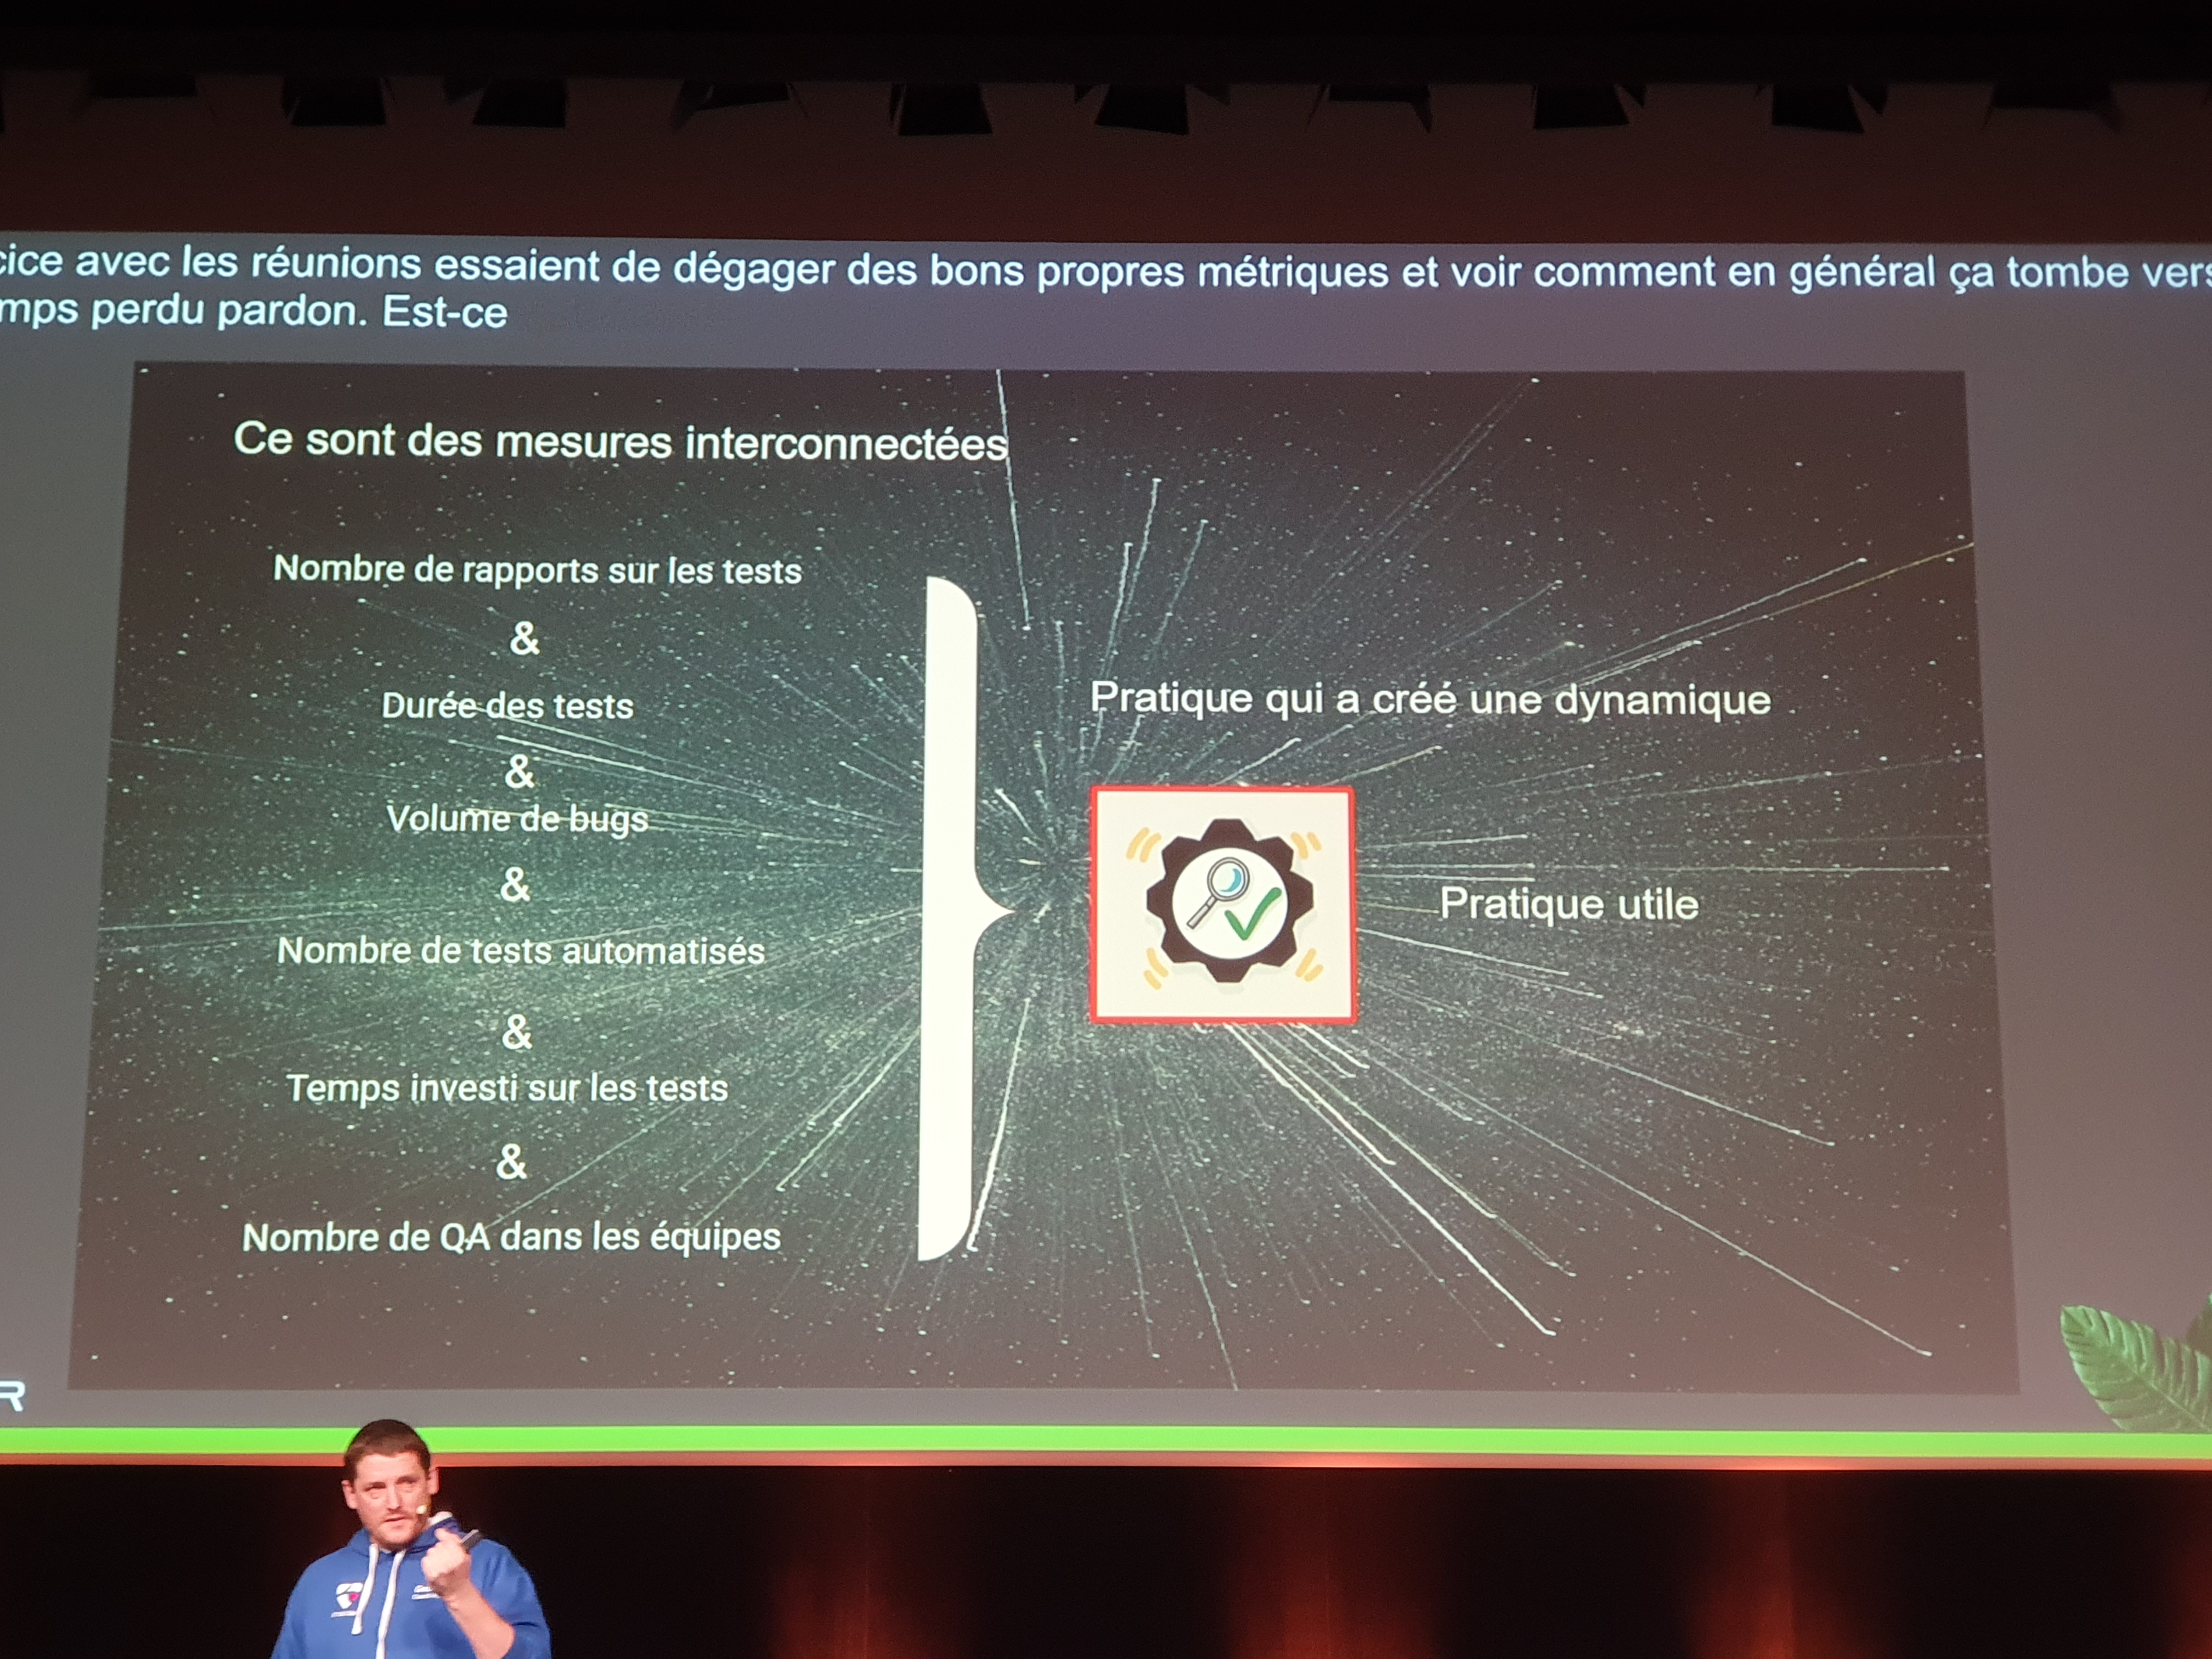 cice avec les réunions essaient de dégager des bons propres métriques et voir comment en général ça tombe vers
mps perdu pardon. Est-ce
Ce sont des mesures interconnectées
Nombre de rapports sur les tests
&
Durée des tests
&
Volume de bugs
&
Nombre de tests automatisés
&
Temps investi sur les tests
&
Nombre de QA dans les équipes
Pratique qui a créé une dynamique
Pratique utile
R